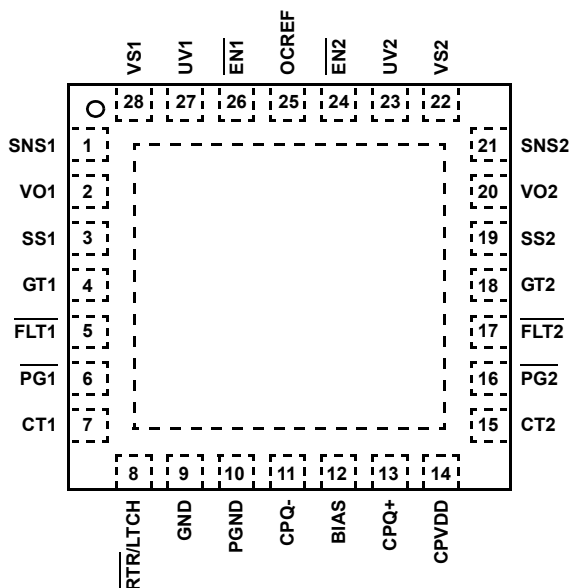 VS1 UV1 EN1 OCREF EN2 UV2 VS2
28 27 26 25 24 23 22
SNS1 1 21 SNS2
VO1 2 20 VO2
SS1 3 19 SS2
GT1 4 18 GT2
FLT1 5 17 FLT2
PG1 6 16 PG2
CT1 7 15 CT2
8 9 10 11 12 13 14
RTR/LTCH GND PGND CPQ- BIAS CPQ+ CPVDD